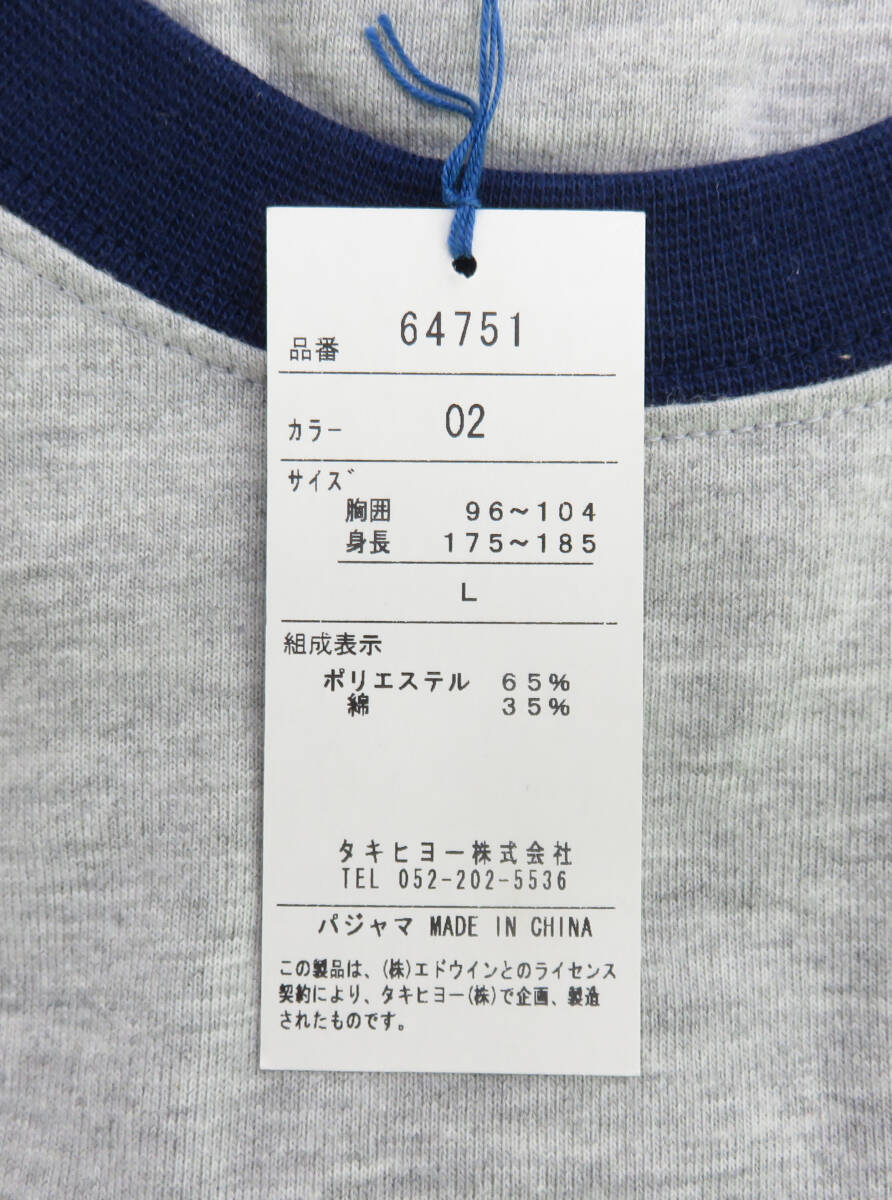 品番 64751
カラー 02
サイズ
胸囲 96～104
身長 175～185
L
組成表示
ポリエステル 65%
綿 35%
タキヒヨー株式会社
TEL 052-202-5536
パジャマ MADE IN CHINA
この製品は、(株)エドウインとのライセンス
契約により、タキヒヨー(株)で企画、製造
されたものです。